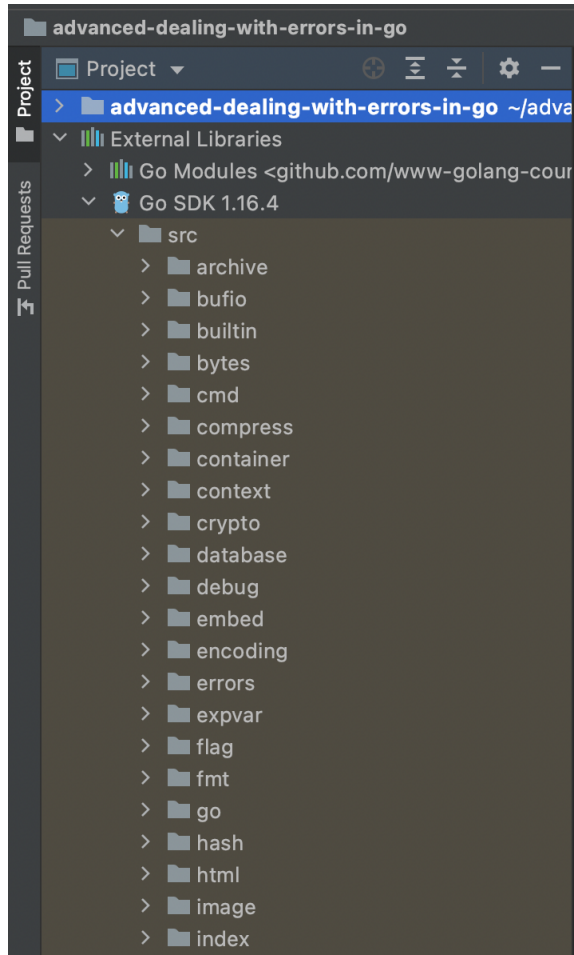 advanced-dealing-with-errors-in-go
Project
Project
Pull Requests
advanced-dealing-with-errors-in-go ~/adva
External Libraries
Go Modules <github.com/www-golang-cour
Go SDK 1.16.4
src
archive
bufio
builtin
bytes
cmd
compress
container
context
crypto
database
debug
embed
encoding
errors
expvar
flag
fmt
go
hash
html
image
index